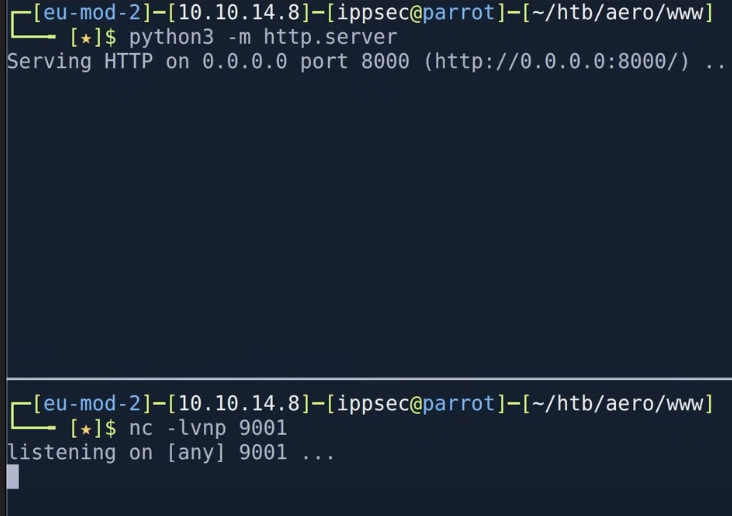 [eu-mod-2]─[10.10.14.8]─[ippsec@parrot]─[~/htb/aero/www]
[★]$ python3 -m http.server
Serving HTTP on 0.0.0.0 port 8000 (http://0.0.0.0:8000/) ..
[eu-mod-2]─[10.10.14.8]─[ippsec@parrot]─[~/htb/aero/www]
[★]$ nc -lvnp 9001
listening on [any] 9001 ...